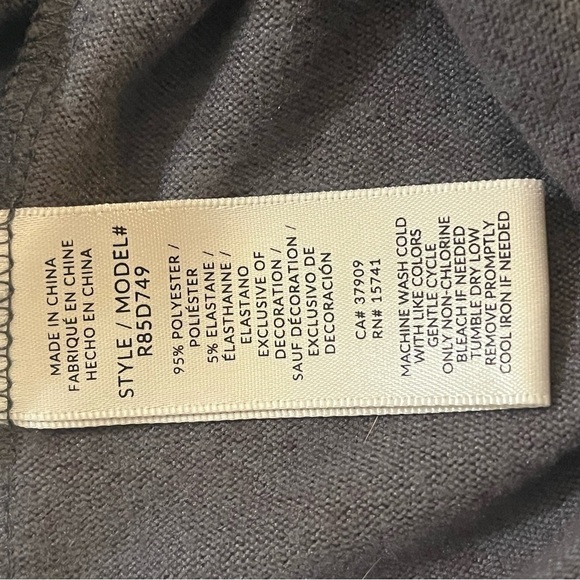 MADE IN CHINA
FABRIQUÉ EN CHINE
HECHO EN CHINA
STYLE / MODEL#
R85D749
95% POLYESTER /
POLIÉSTER
5% ELASTANE /
ÉLASTHANNE /
ELASTANO
EXCLUSIVE OF
DECORATION /
SAUF DÉCORATION /
EXCLUSIVO DE
DECORACIÓN
CA# 37909
RN# 15741
MACHINE WASH COLD
WITH LIKE COLORS
GENTLE CYCLE
ONLY NON-CHLORINE
BLEACH IF NEEDED
TUMBLE DRY LOW
REMOVE PROMPTLY
COOL IRON IF NEEDED